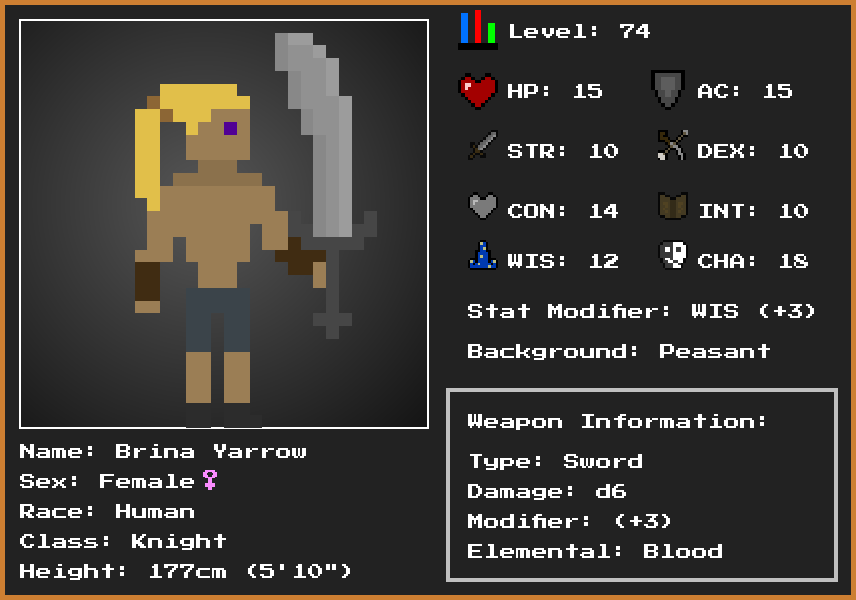 Level: 74
HP: 15
AC: 15
STR: 10
DEX: 10
CON: 14
INT: 10
WIS: 12
CHA: 18
Stat Modifier: WIS (+3)
Background: Peasant
Weapon Information:
Type: Sword
Damage: d6
Modifier: (+3)
Elemental: Blood
Name: Brina Yarrow
Sex: Female♀
Race: Human
Class: Knight
Height: 177cm (5'10")